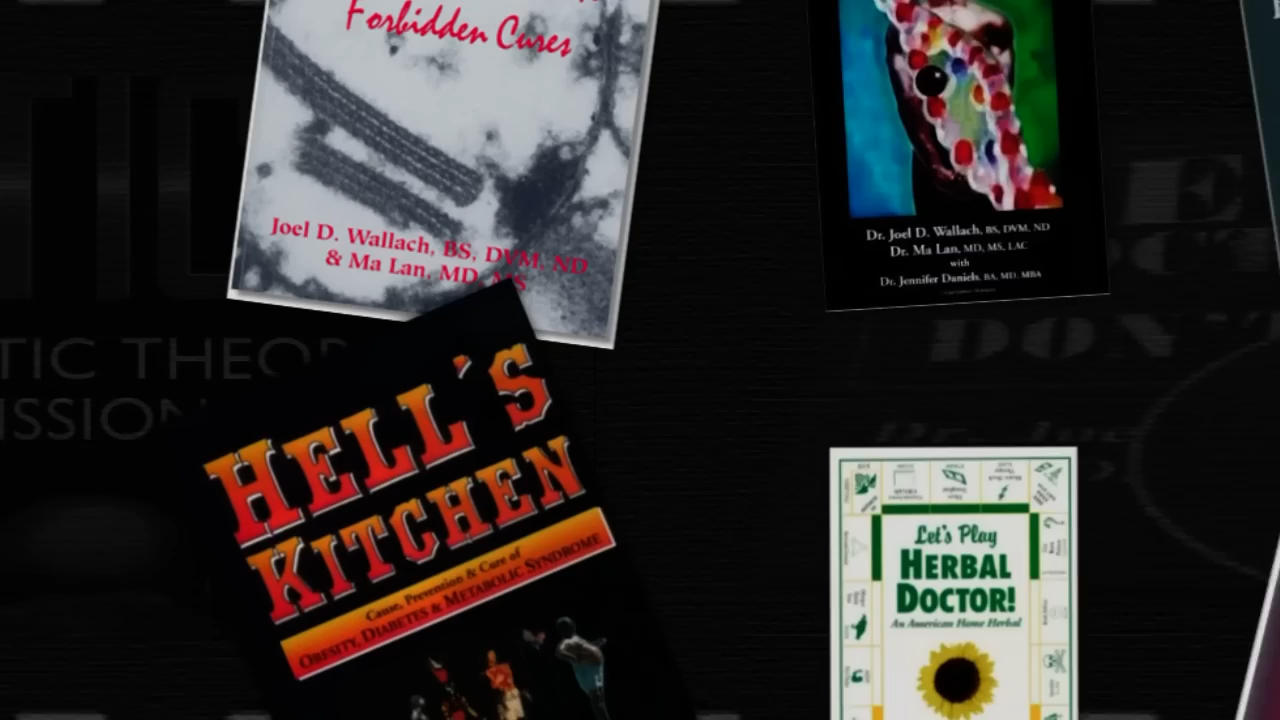 Forbidden Cures
Joel D. Wallach, BS, DVM, ND
& Ma Lan, MD, MS
Dr. Joel D. Wallach, BS, DVM, ND
Dr. Ma Lan, MD, MS, LAC
with
Dr. Jennifer Daniels, BA, MD, MBA
TIC THEOR
ISSION
DON'T
HELL'S
KITCHEN
Cause, Prevention & Cure of
OBESITY, DIABETES & METABOLIC SYNDROME
Let's Play
HERBAL
DOCTOR!
An American Home Herbal